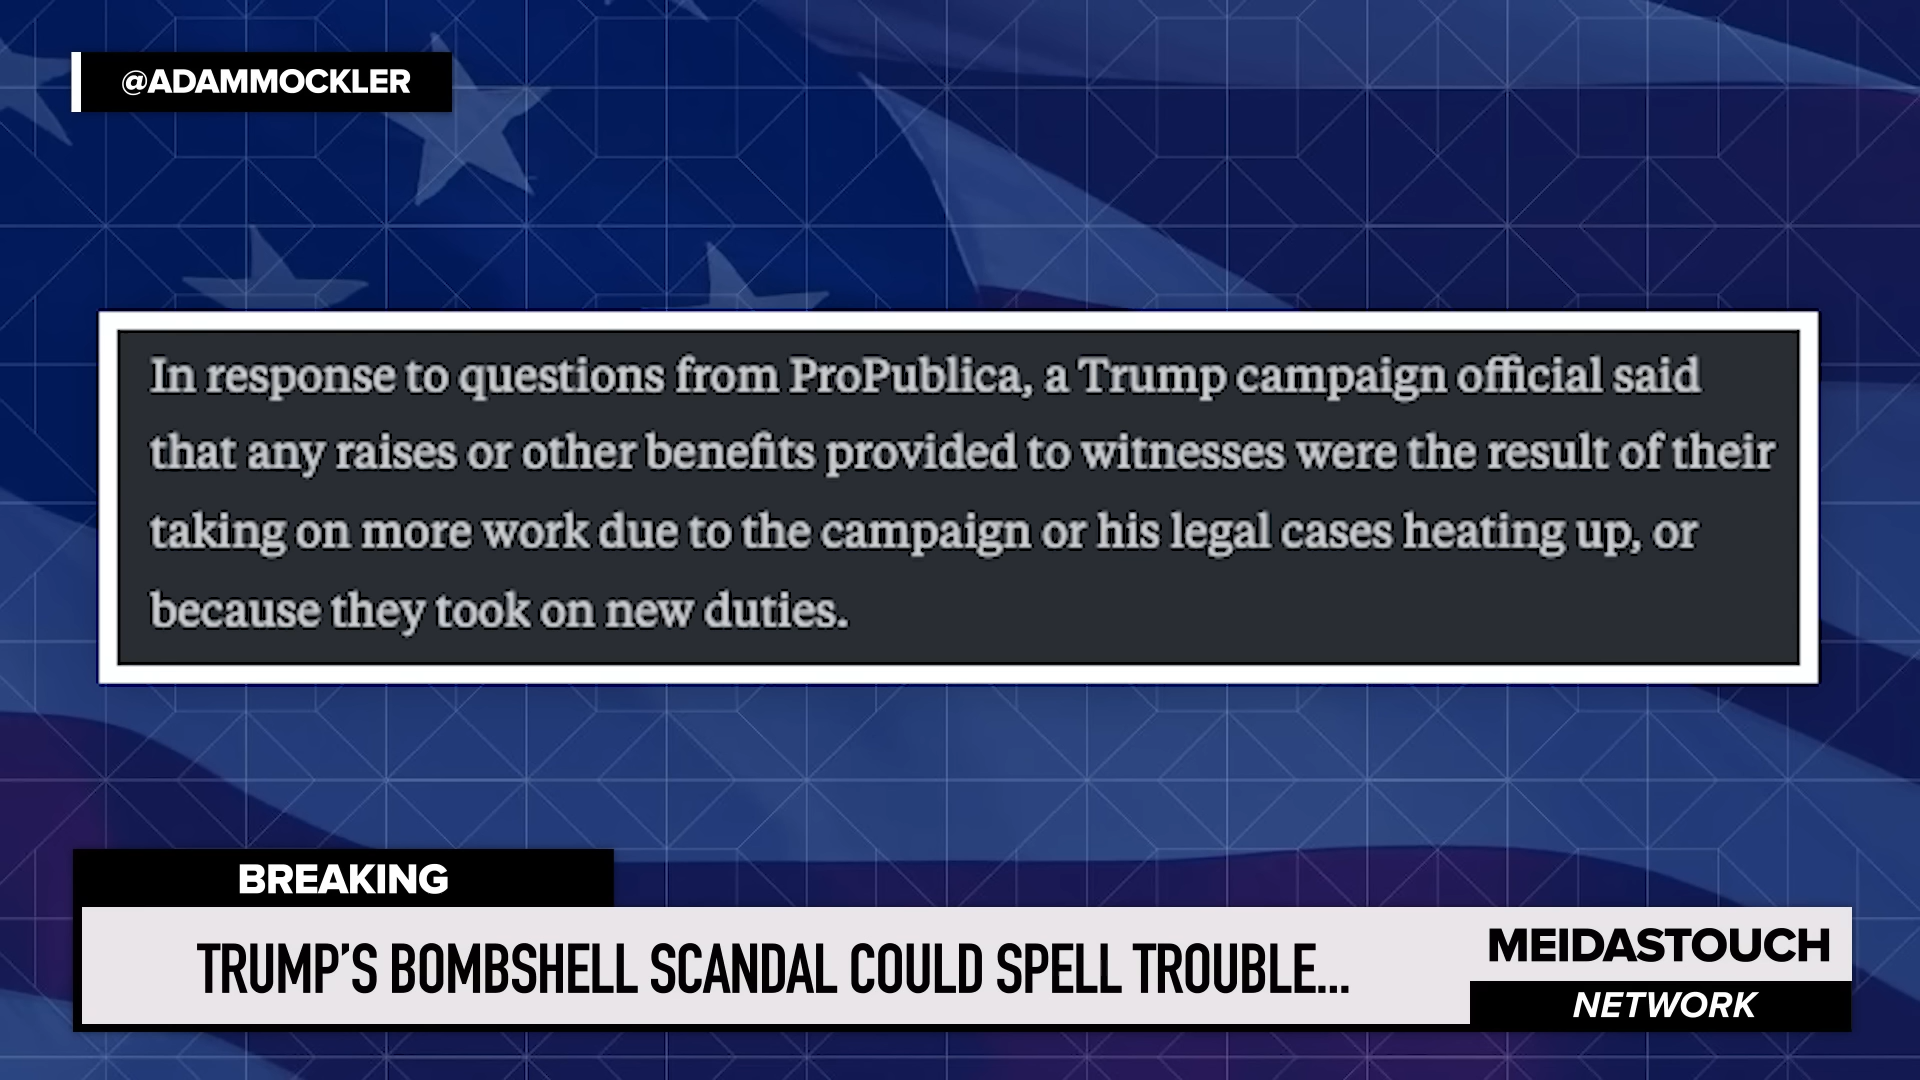 @ADAMMOCKLER
In response to questions from ProPublica, a Trump campaign official said
that any raises or other benefits provided to witnesses were the result of their
taking on more work due to the campaign or his legal cases heating up, or
because they took on new duties.
BREAKING
TRUMP’S BOMBSHELL SCANDAL COULD SPELL TROUBLE...
MEIDASTOUCH
NETWORK